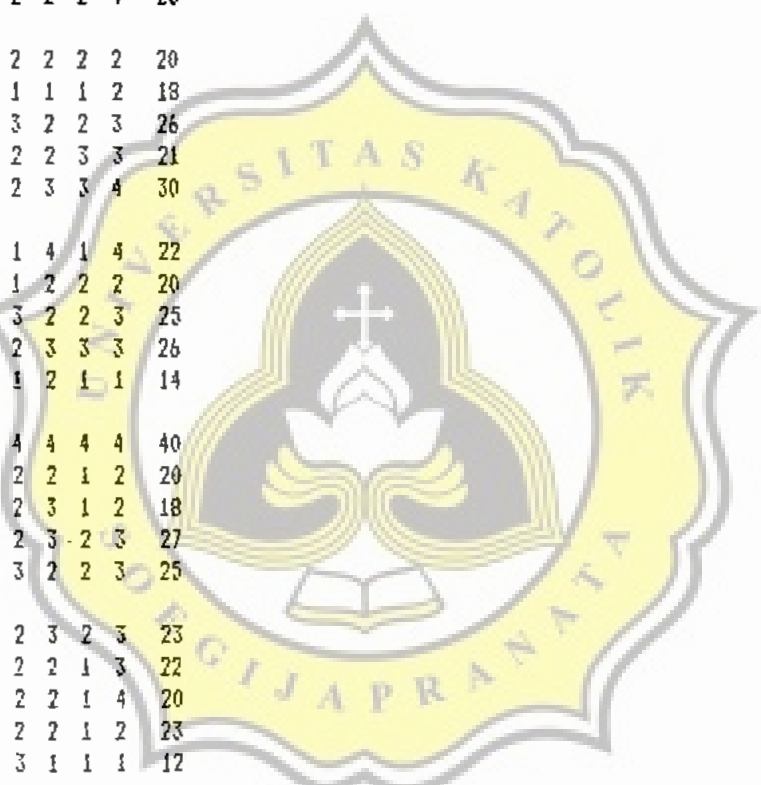 2 2 2 2 20
1 1 1 2 18
3 2 2 3 26
2 2 3 3 21
2 3 3 4 30
1 4 1 4 22
1 2 2 2 20
3 2 2 3 25
2 3 3 3 26
1 2 1 1 14
4 4 4 4 40
2 2 1 2 20
2 3 1 2 18
2 3 - 2 3 27
3 2 2 3 25
2 3 2 3 23
2 2 1 3 22
2 2 1 4 20
2 2 1 2 23
3 1 1 1 12
UNIVERSITAS KATOLIK
SOEGIJAPRANATA